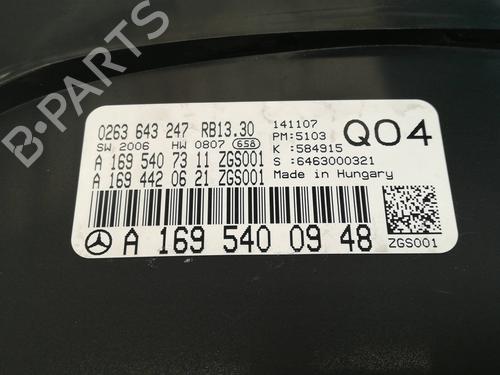 0263 643 247 RB13.30
SW 2006 HW 0807 658
A 169 540 73 11 ZGS001
A 169 442 06 21 ZGS001
141107
PM:5103
K :584915
S :6463000321
Made in Hungary
Q04
A 169 540 09 48
ZGS001
B-PARTS